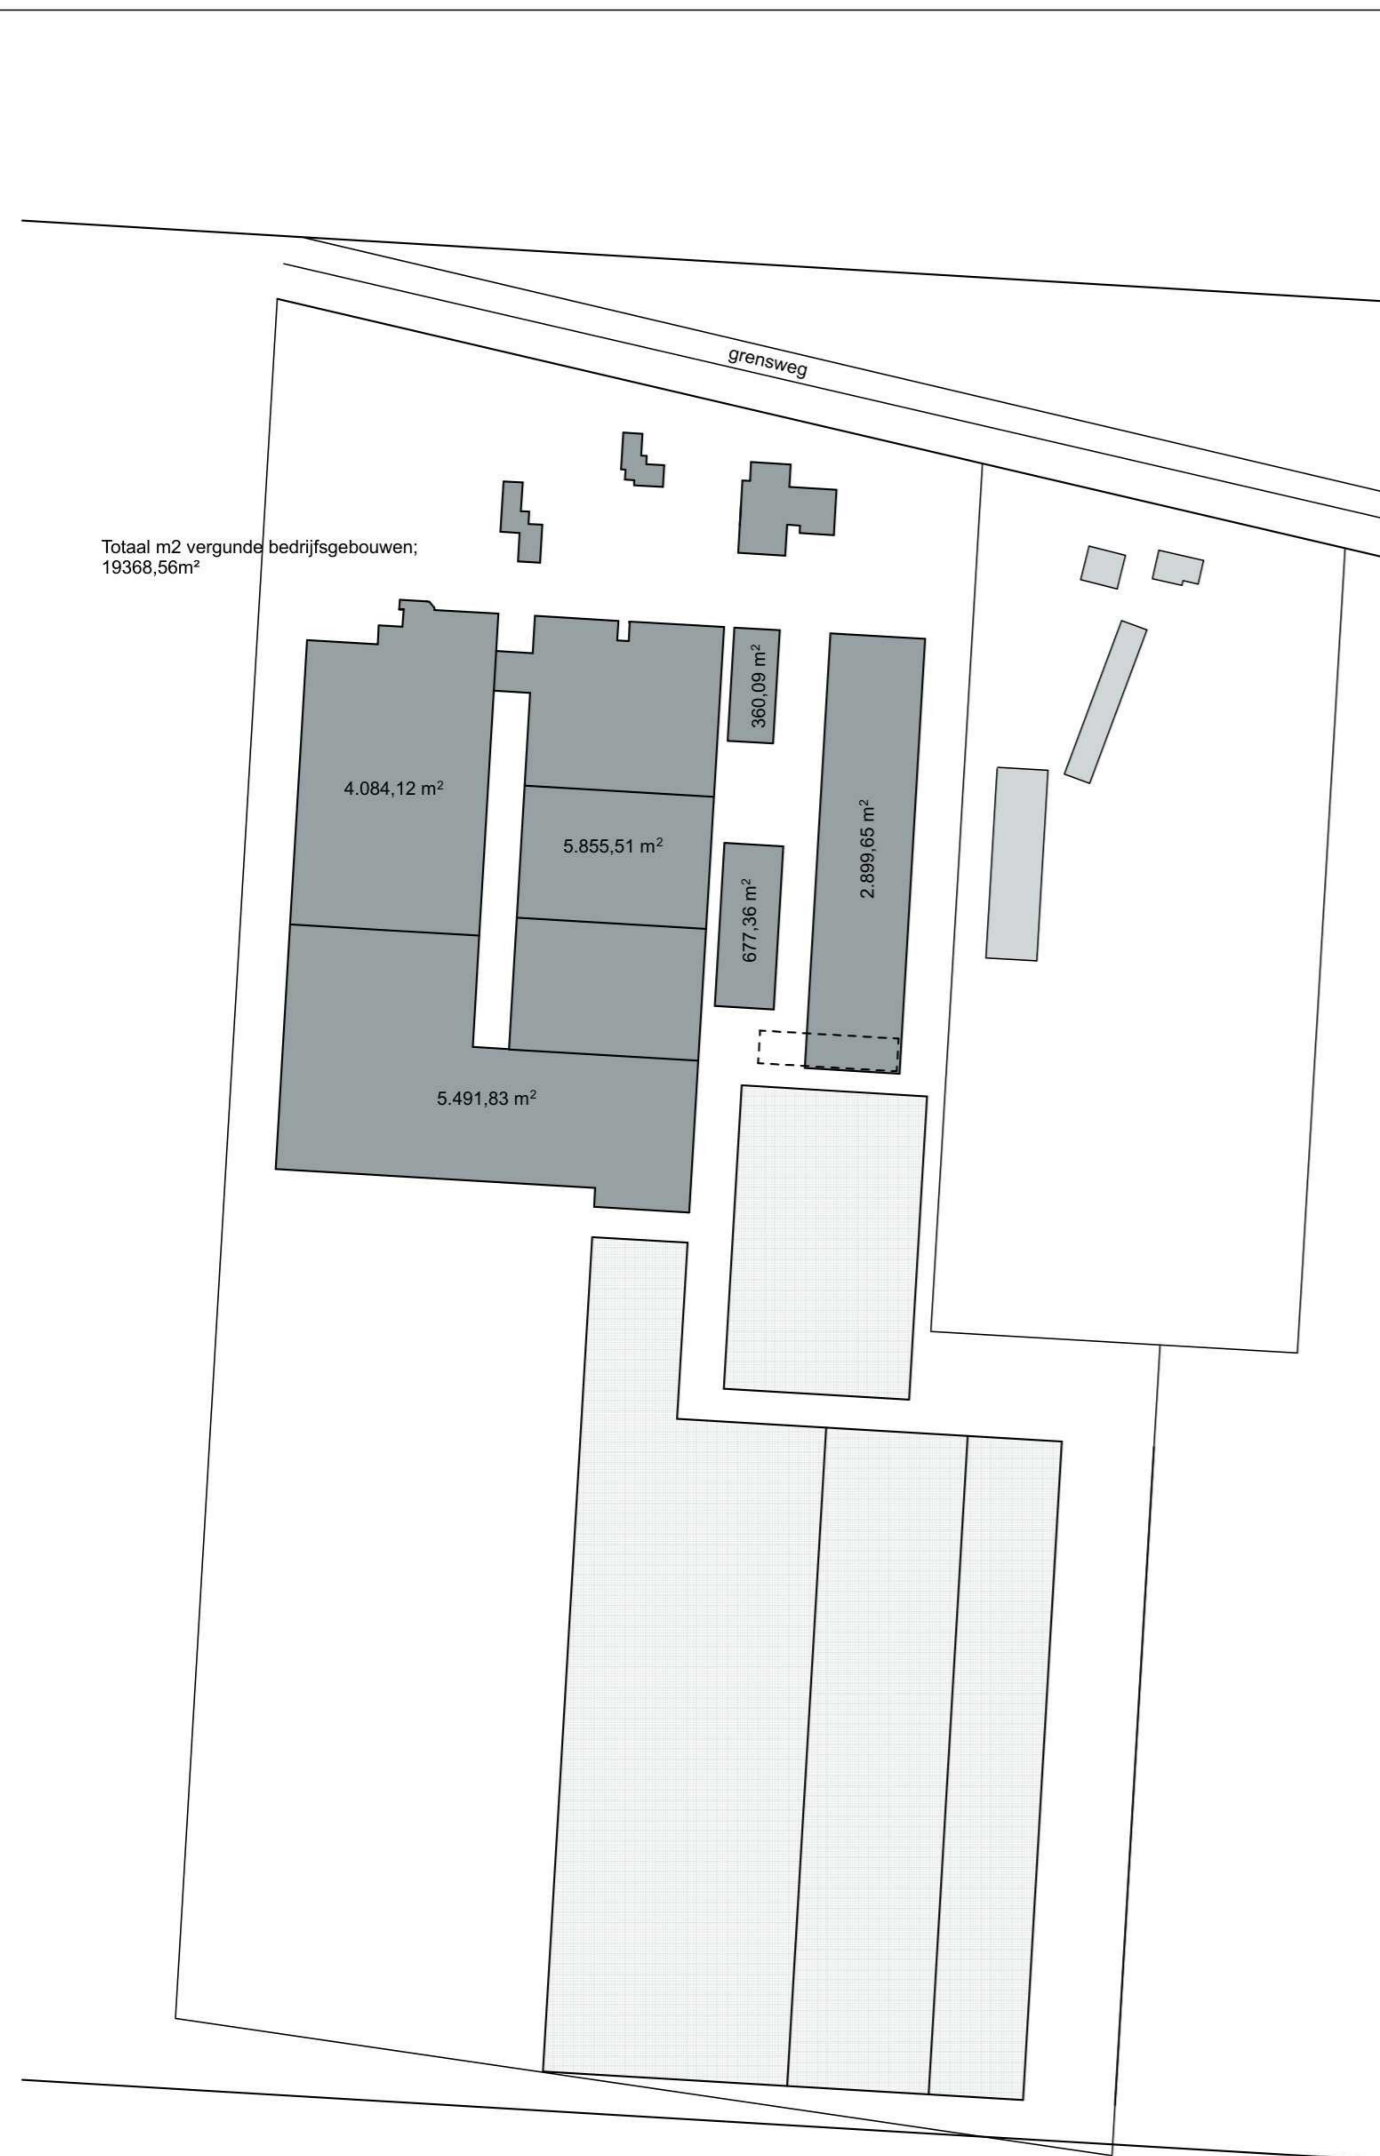 grensweg
Totaal m2 vergunde bedrijfsgebouwen;
19368,56m²
360,09 m²
4.084,12 m²
5.855,51 m²
2.899,65 m²
677,36 m²
5.491,83 m²